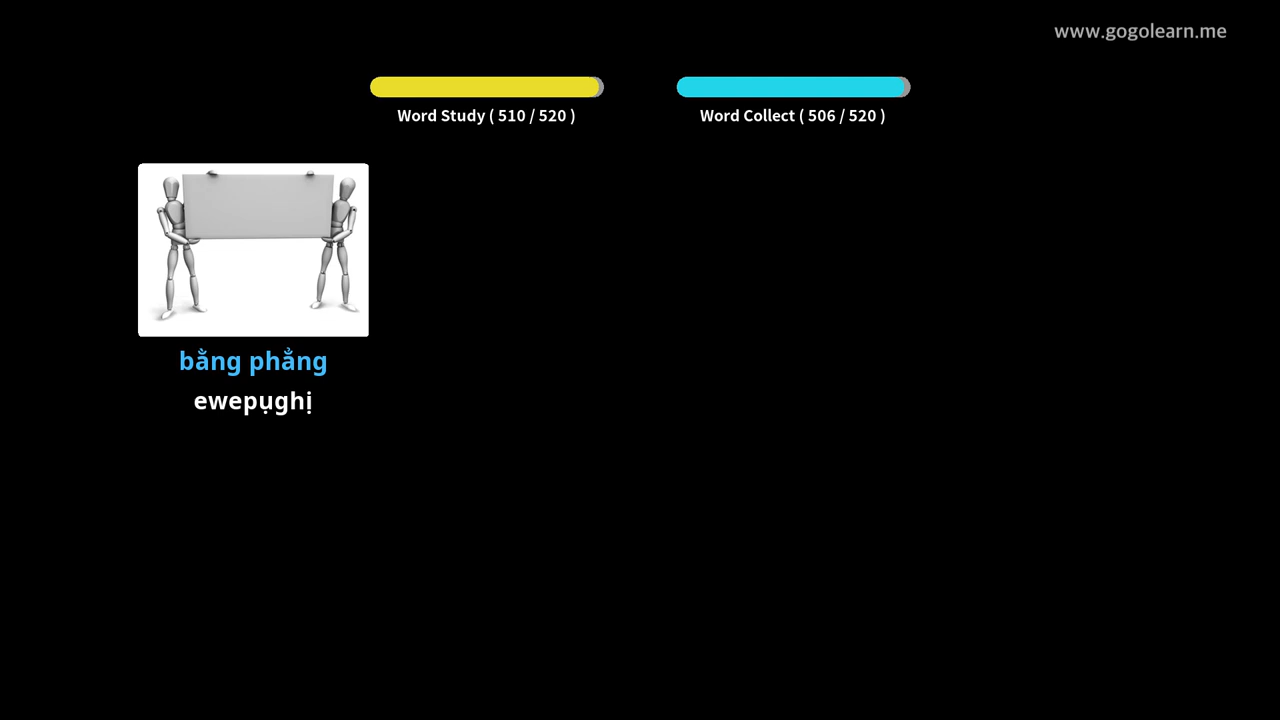 www.gogolearn.me
Word Study ( 510 / 520 )
Word Collect ( 506 / 520 )
bằng phẳng
ewepụghị